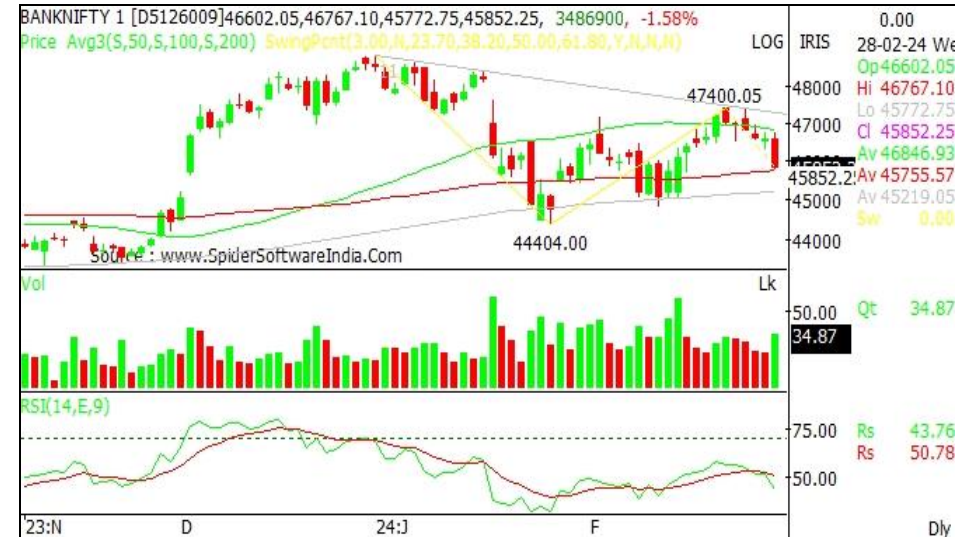 BANKNIFTY 1 [D5126009]46602.05,46767.10,45772.75,45852.25, 3486900, -1.58%
Price Avg3(S,50,S,100,S,200) SwingPcnt(3.00,N,23.70,38.20,50.00,61.80,Y,N,N,N)
LOG
IRIS
0.00
28-02-24 We
Op46602.05
Hi 46767.10
Lo 45772.75
Cl 45852.25
Av 46846.93
Av 45755.57
Av 45219.05
Sw 0.00
48000
47000
45852.2
45000
44000
47400.05
44404.00
Source : www.SpiderSoftwareIndia.Com
Vol
Lk
50.00
34.87
Qt 34.87
RSI(14,E,9)
75.00
50.00
Rs 43.76
Rs 50.78
23:N
D
24:J
F
Dly